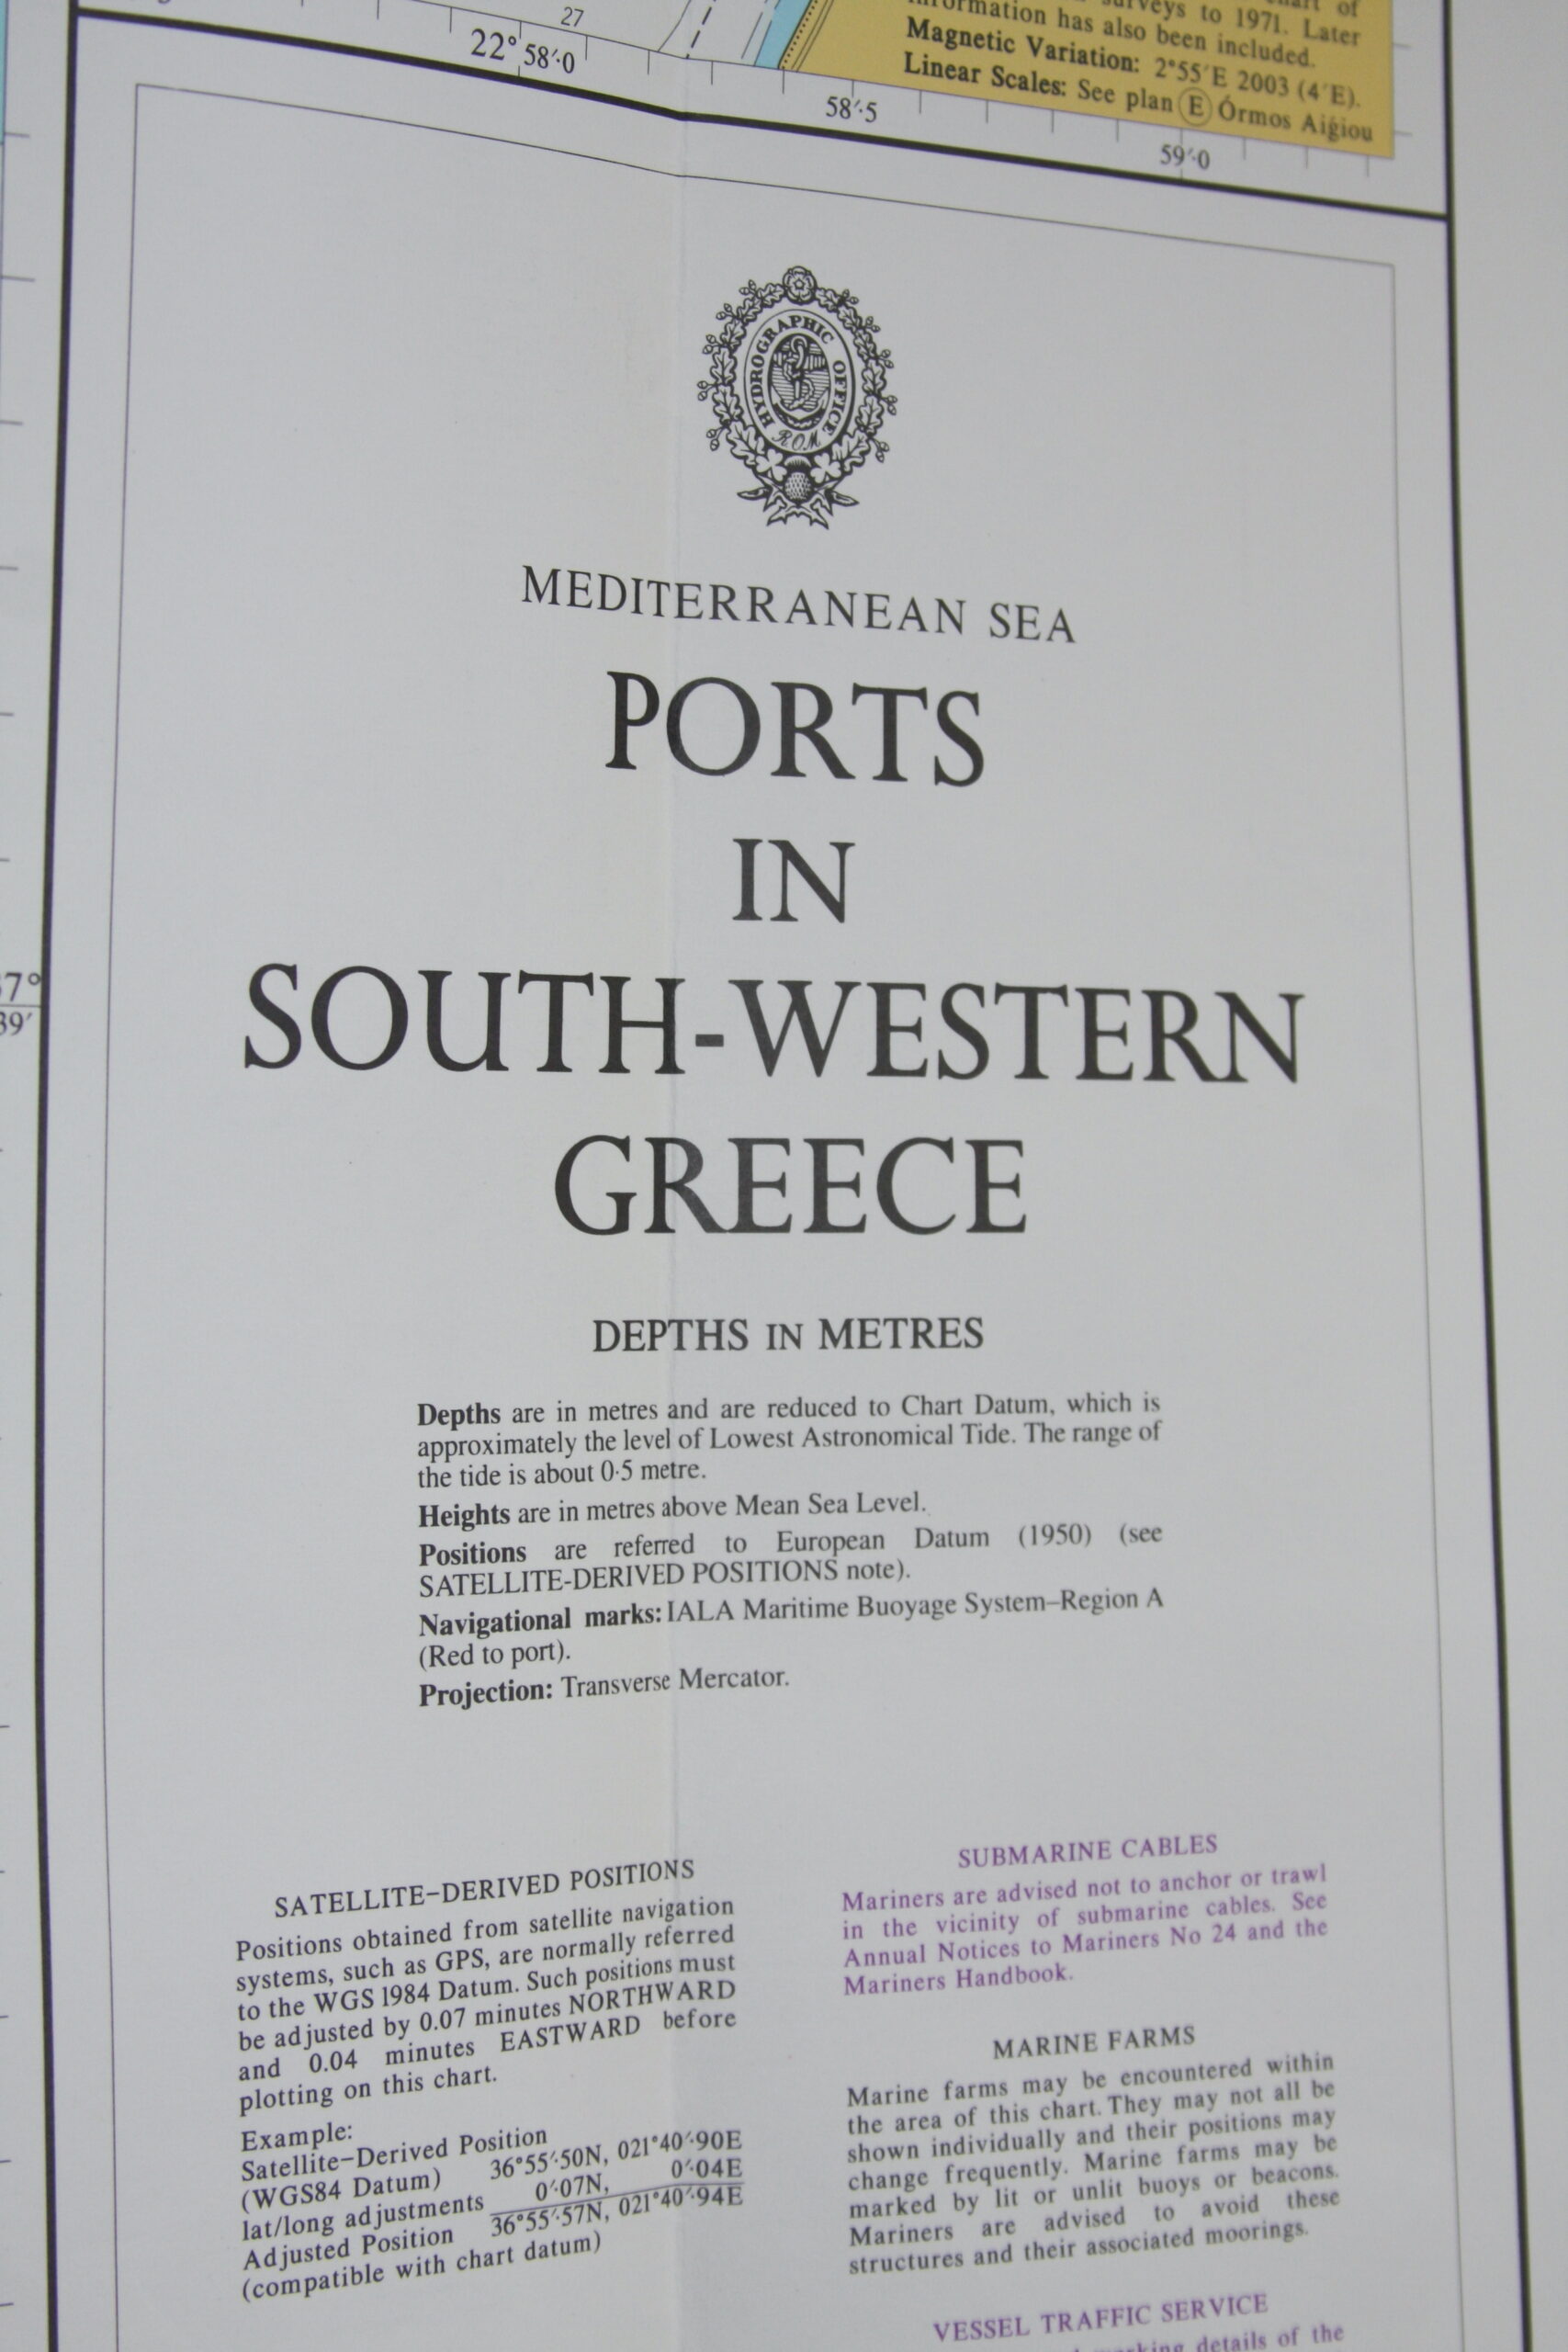 27
22° 58′·0
58′·5
59′·0
surveys to 1971. Later
information has also been included.
Magnetic Variation: 2°55′E 2003 (4′E).
Linear Scales: See plan E Órmos Aiġiou
HYDROGRAPHIC OFFICE
MEDITERRANEAN SEA
PORTS
IN
SOUTH-WESTERN
GREECE
39′
DEPTHS IN METRES
Depths are in metres and are reduced to Chart Datum, which is
approximately the level of Lowest Astronomical Tide. The range of
the tide is about 0·5 metre.
Heights are in metres above Mean Sea Level.
Positions are referred to European Datum (1950) (see
SATELLITE-DERIVED POSITIONS note).
Navigational marks: IALA Maritime Buoyage System–Region A
(Red to port).
Projection: Transverse Mercator.
SATELLITE–DERIVED POSITIONS
Positions obtained from satellite navigation
systems, such as GPS, are normally referred
to the WGS 1984 Datum. Such positions must
be adjusted by 0.07 minutes NORTHWARD
and 0.04 minutes EASTWARD before
plotting on this chart.
Example:
Satellite–Derived Position
(WGS84 Datum) 36°55′·50N, 021°40′·90E
lat/long adjustments 0′·07N, 0′·04E
Adjusted Position 36°55′·57N, 021°40′·94E
(compatible with chart datum)
SUBMARINE CABLES
Mariners are advised not to anchor or trawl
in the vicinity of submarine cables. See
Annual Notices to Mariners No 24 and the
Mariners Handbook.
MARINE FARMS
Marine farms may be encountered within
the area of this chart. They may not all be
shown individually and their positions may
change frequently. Marine farms may be
marked by lit or unlit buoys or beacons.
Mariners are advised to avoid these
structures and their associated moorings.
VESSEL TRAFFIC SERVICE
working details of the